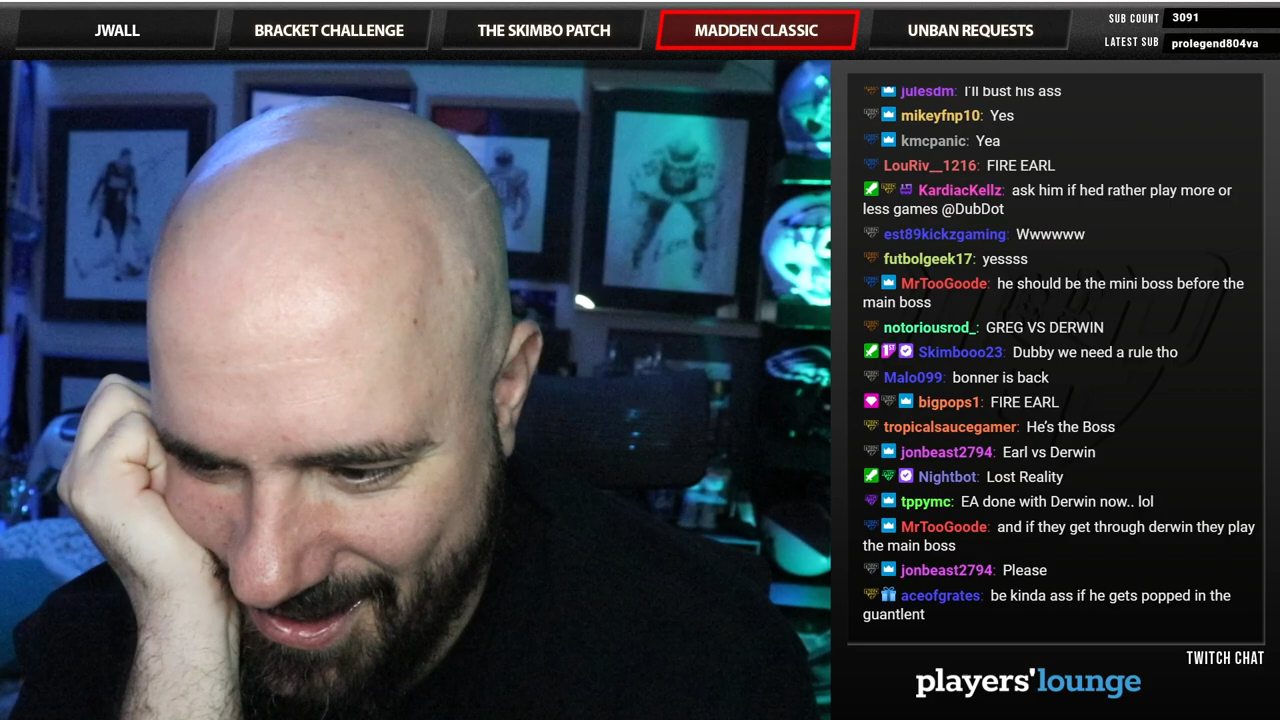 JWALL
BRACKET CHALLENGE
THE SKIMBO PATCH
MADDEN CLASSIC
UNBAN REQUESTS
SUB COUNT 3091
LATEST SUB prolegend804va
julesdm: I'll bust his ass
mikeyfnp10: Yes
kmcpanic: Yea
LouRiv__1216: FIRE EARL
KardiacKellz: ask him if hed rather play more or
less games @DubDot
est89kickzgaming: Wwwwww
futbolgeek17: yessss
MrTooGoode: he should be the mini boss before the
main boss
notoriousrod_: GREG VS DERWIN
Skimbooo23: Dubby we need a rule tho
Malo099: bonner is back
bigpops1: FIRE EARL
tropicalsaucegamer: He's the Boss
jonbeast2794: Earl vs Derwin
Nightbot: Lost Reality
tppymc: EA done with Derwin now.. lol
MrTooGoode: and if they get through derwin they play
the main boss
jonbeast2794: Please
aceofgrates: be kinda ass if he gets popped in the
guantlent
TWITCH CHAT
players'lounge